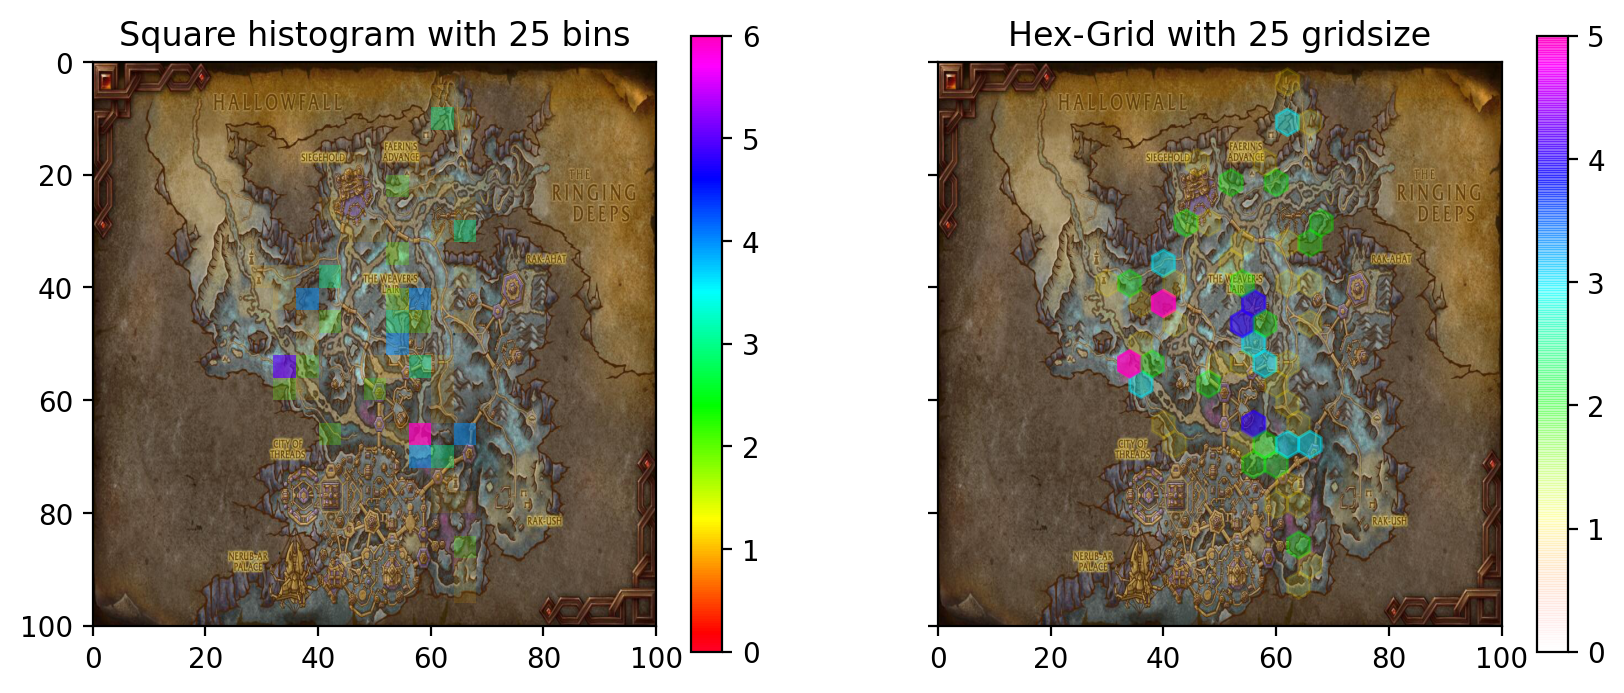 Square histogram with 25 bins
HALLOWFALL
SIEGEHOLD
FAERIN'S
ADVANCE
THE
RINGING
DEEPS
RAK-AHAT
THE WEAVER'S
LAIR
CITY OF
THREADS
RAK-USH
NERUB-AR
PALACE
0
20
40
60
80
100
0
20
40
60
80
100
6
5
4
3
2
1
0
Hex-Grid with 25 gridsize
HALLOWFALL
SIEGEHOLD
FAERIN'S
ADVANCE
THE
RINGING
DEEPS
RAK-AHAT
THE WEAVER'S
LAIR
CITY OF
THREADS
RAK-USH
NERUB-AR
PALACE
0
20
40
60
80
100
5
4
3
2
1
0